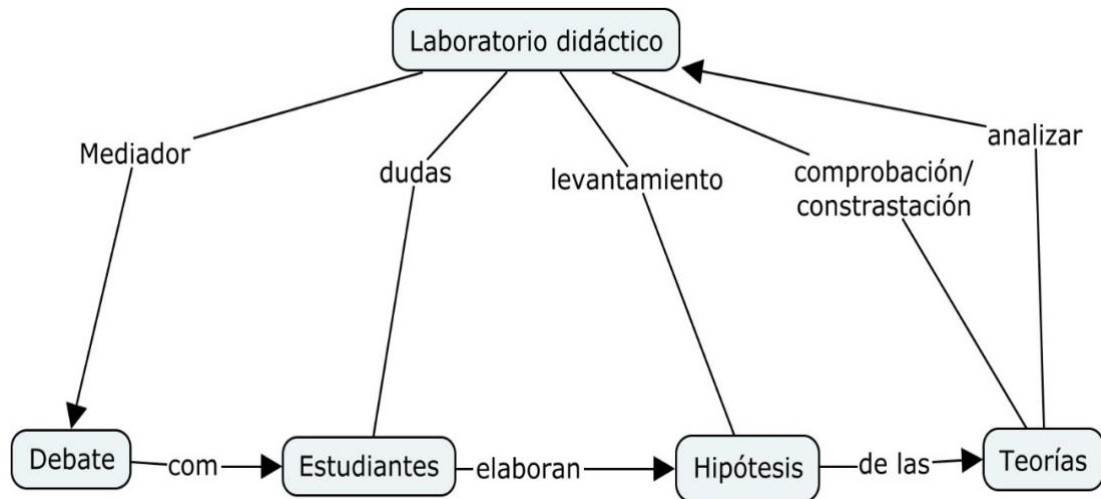 Laboratorio didáctico
Mediador
dudas
levantamiento
comprobación/
constrastación
analizar
Debate
com
Estudiantes
elaboran
Hipótesis
de las
Teorías